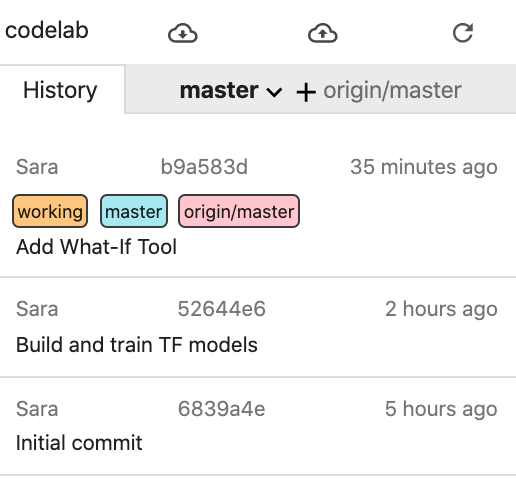 codelab
History master origin/master
Sara b9a583d 35 minutes ago
working master origin/master
Add What-If Tool
Sara 52644e6 2 hours ago
Build and train TF models
Sara 6839a4e 5 hours ago
Initial commit